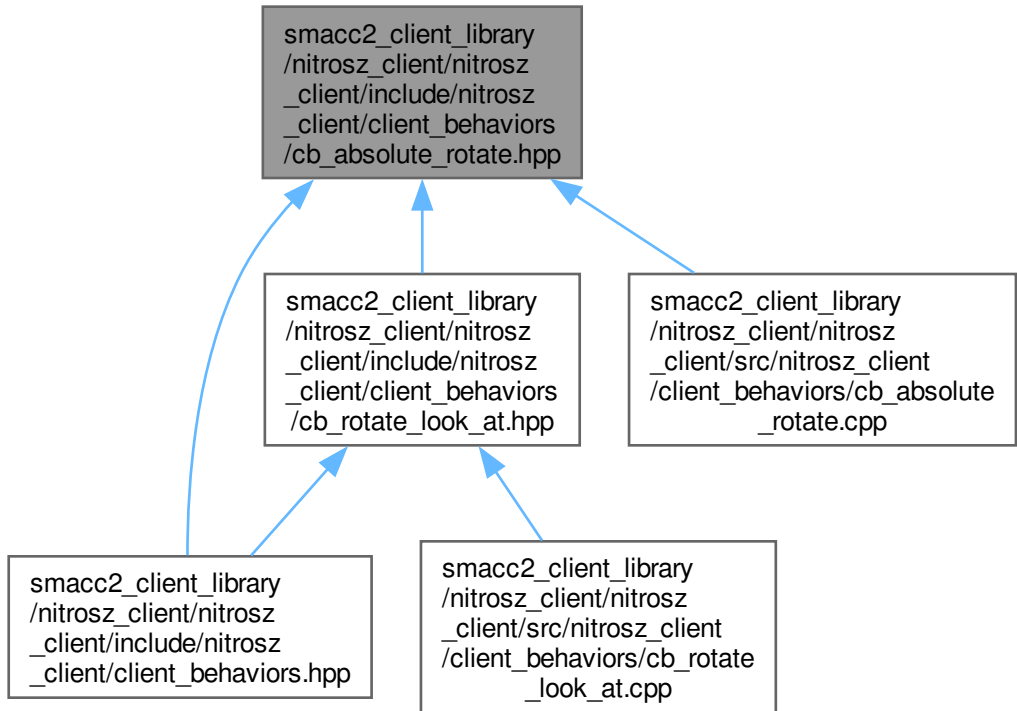 smacc2_client_library
/nitrosz_client/nitrosz
_client/include/nitrosz
_client/client_behaviors
/cb_absolute_rotate.hpp
smacc2_client_library
/nitrosz_client/nitrosz
_client/include/nitrosz
_client/client_behaviors
/cb_rotate_look_at.hpp
smacc2_client_library
/nitrosz_client/nitrosz
_client/src/nitrosz_client
/client_behaviors/cb_absolute
_rotate.cpp
smacc2_client_library
/nitrosz_client/nitrosz
_client/include/nitrosz
_client/client_behaviors.hpp
smacc2_client_library
/nitrosz_client/nitrosz
_client/src/nitrosz_client
/client_behaviors/cb_rotate
_look_at.cpp